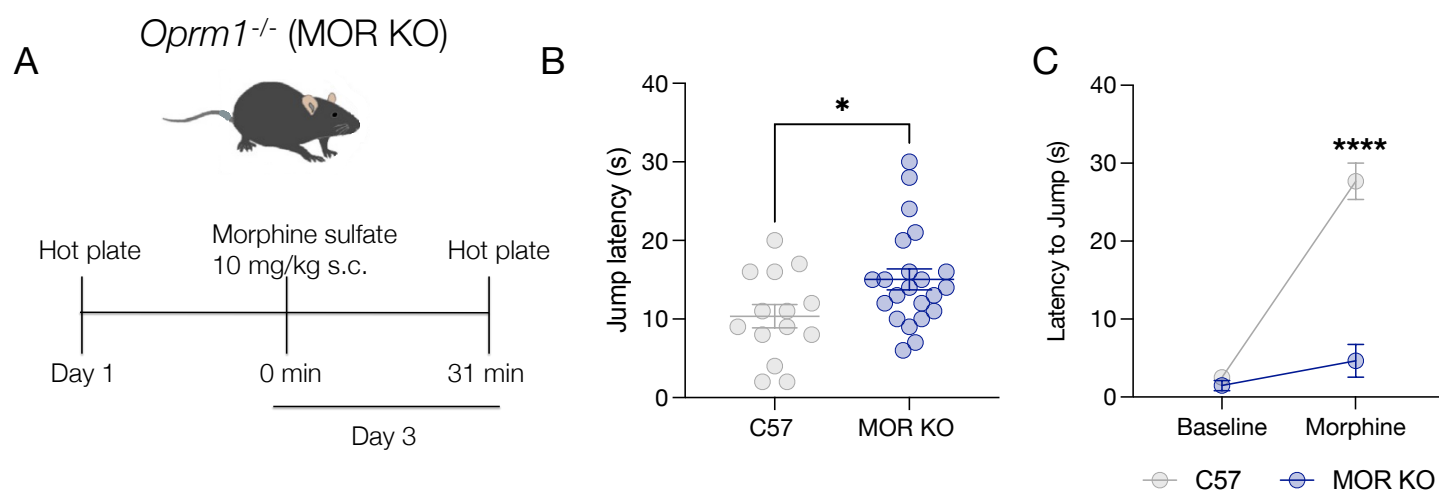 Oprm1-/- (MOR KO)
A
Hot plate
Morphine sulfate
10 mg/kg s.c.
Hot plate
Day 1
0 min
31 min
Day 3
B
Jump latency (s)
40
30
20
10
0
*
C57
MOR KO
C
Latency to Jump (s)
40
30
20
10
0
****
Baseline
Morphine
C57
MOR KO